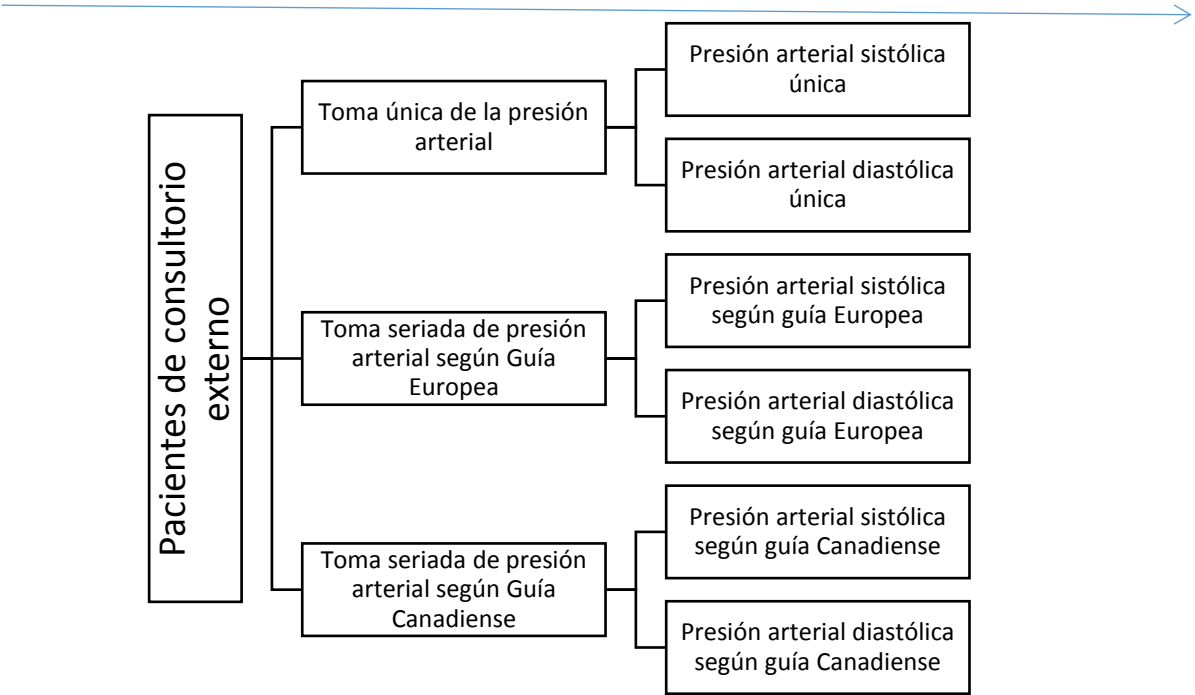 Pacientes de consultorio
externo
Toma única de la presión
arterial
Presión arterial sistólica
única
Presión arterial diastólica
única
Toma seriada de presión
arterial según Guía
Europea
Presión arterial sistólica
según guía Europea
Presión arterial diastólica
según guía Europea
Toma seriada de presión
arterial según Guía
Canadiense
Presión arterial sistólica
según guía Canadiense
Presión arterial diastólica
según guía Canadiense